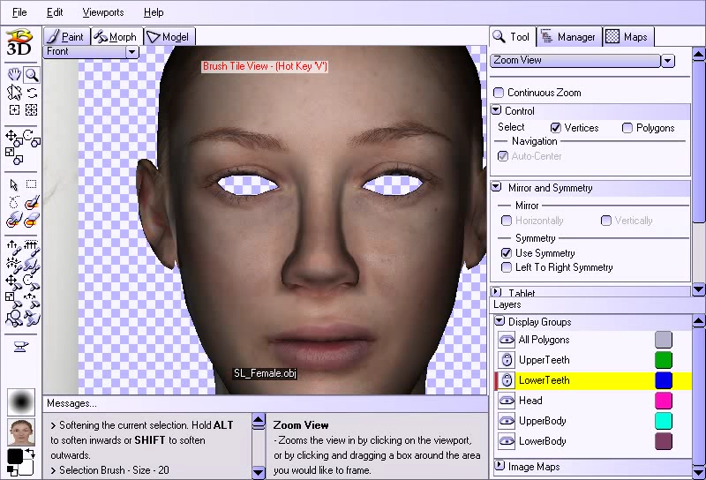 File Edit Viewports Help
3D
Paint Morph Model
Front
Brush Tile View - (Hot Key 'V')
SL_Female.obj
Messages...
> Softening the current selection. Hold ALT
to soften inwards or SHIFT to soften
outwards.
> Selection Brush - Size - 20
Zoom View
- Zooms the view in by clicking on the viewport,
or by clicking and dragging a box around the area
you would like to frame.
Tool Manager Maps
Zoom View
Continuous Zoom
Control
Select Vertices Polygons
Navigation
Auto-Center
Mirror and Symmetry
Mirror
Horizontally Vertically
Symmetry
Use Symmetry
Left To Right Symmetry
Tablet
Layers
Display Groups
All Polygons
UpperTeeth
LowerTeeth
Head
UpperBody
LowerBody
Image Maps